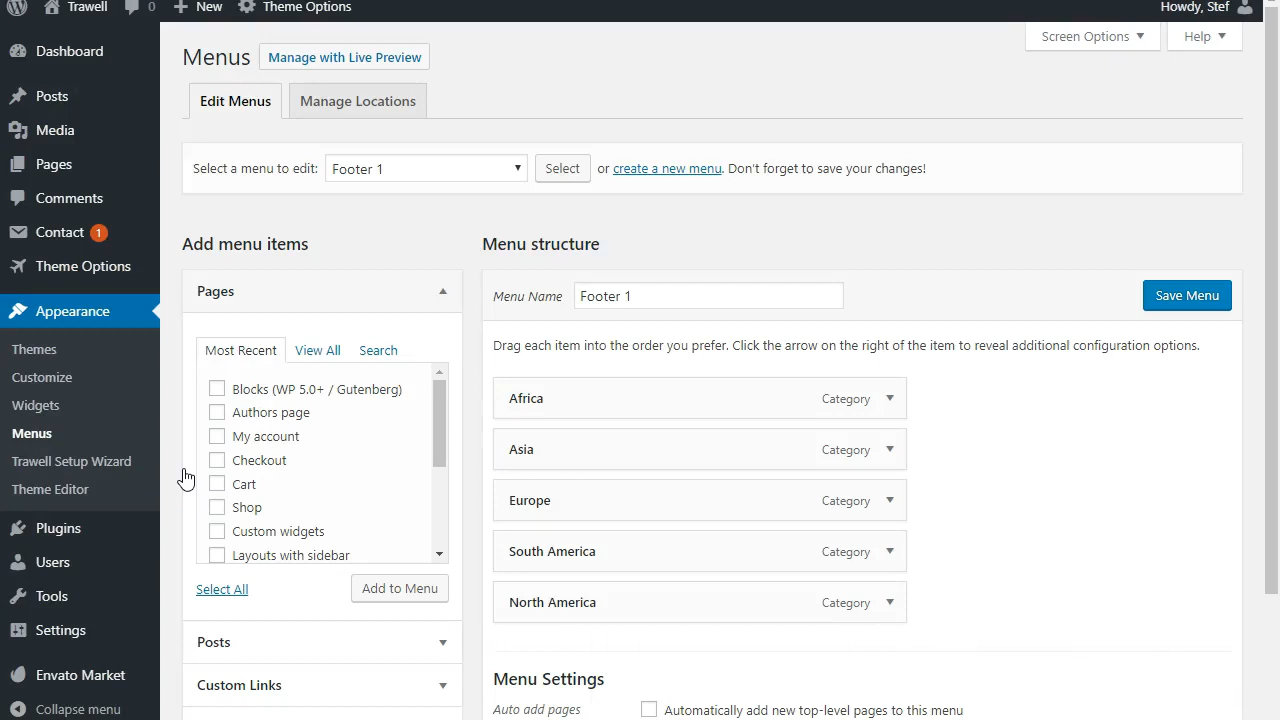 Trawell
0
New
Theme Options
Howdy, Stef
Dashboard
Posts
Media
Pages
Comments
Contact 1
Theme Options
Appearance
Themes
Customize
Widgets
Menus
Trawell Setup Wizard
Theme Editor
Plugins
Users
Tools
Settings
Envato Market
Collapse menu
Screen Options
Help
Menus
Manage with Live Preview
Edit Menus
Manage Locations
Select a menu to edit: Footer 1 Select or create a new menu. Don't forget to save your changes!
Add menu items
Pages
Most Recent
View All
Search
Blocks (WP 5.0+ / Gutenberg)
Authors page
My account
Checkout
Cart
Shop
Custom widgets
Layouts with sidebar
Select All
Add to Menu
Posts
Custom Links
Menu structure
Menu Name Footer 1
Save Menu
Drag each item into the order you prefer. Click the arrow on the right of the item to reveal additional configuration options.
Africa Category
Asia Category
Europe Category
South America Category
North America Category
Menu Settings
Auto add pages
Automatically add new top-level pages to this menu